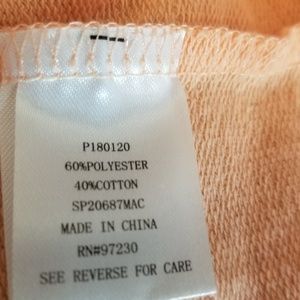 P180120
60%POLYESTER
40%COTTON
SP20687MAC
MADE IN CHINA
RN#97230
SEE REVERSE FOR CARE